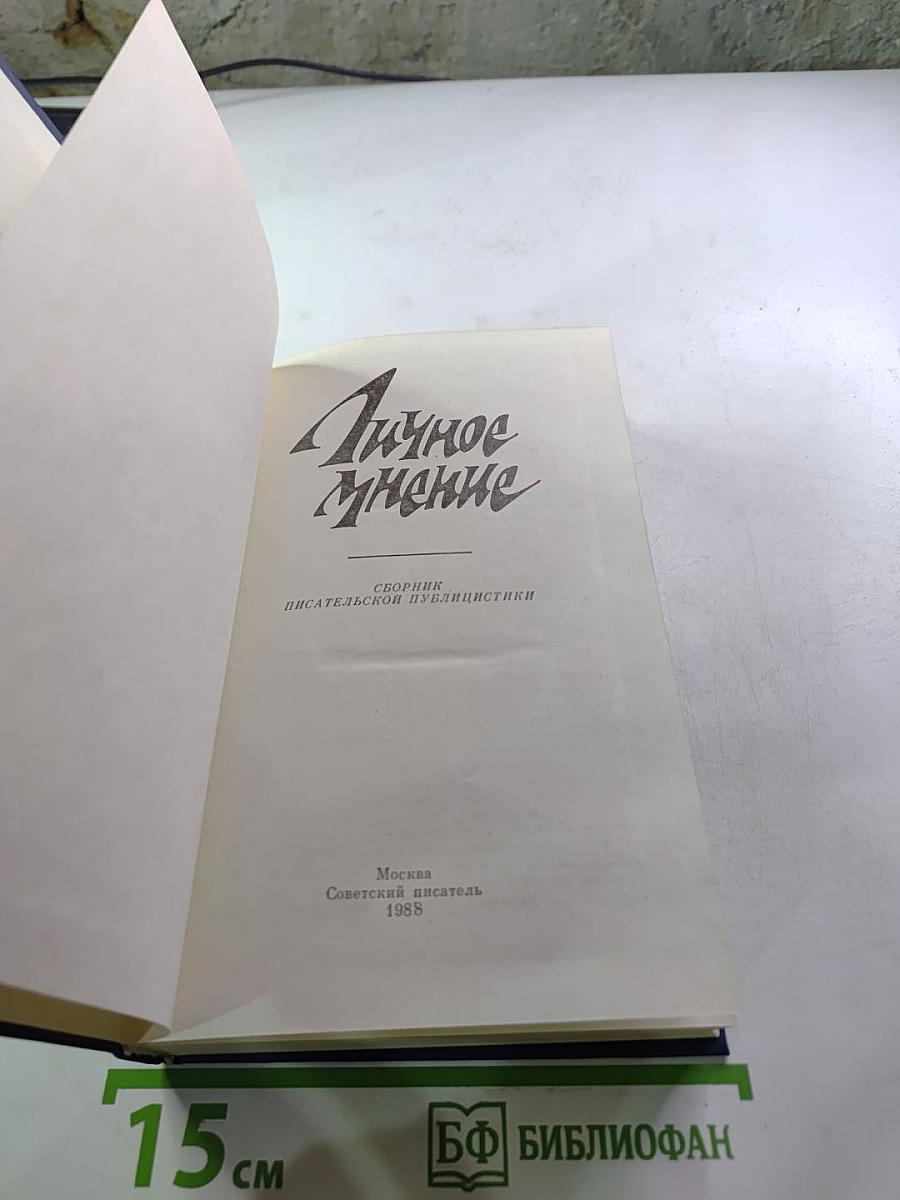 Личное
мнение
СБОРНИК
ПИСАТЕЛЬСКОЙ ПУБЛИЦИСТИКИ
Москва
Советский писатель
1988
15 см
БФ БИБЛИОФАН